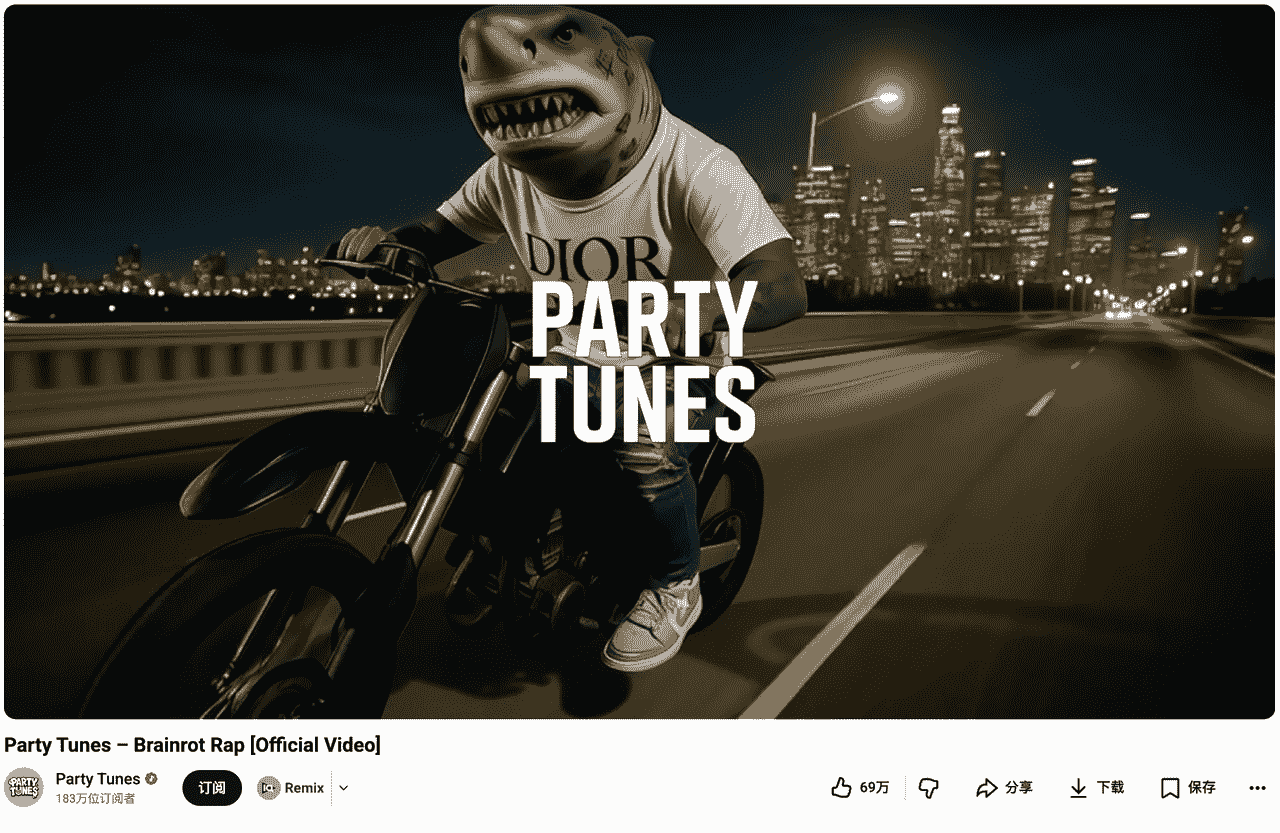 DIOR
PARTY
TUNES
Party Tunes – Brainrot Rap [Official Video]
PARTY
TUNES
Party Tunes
183万位订阅者
订阅
Remix
69万
分享
下载
保存